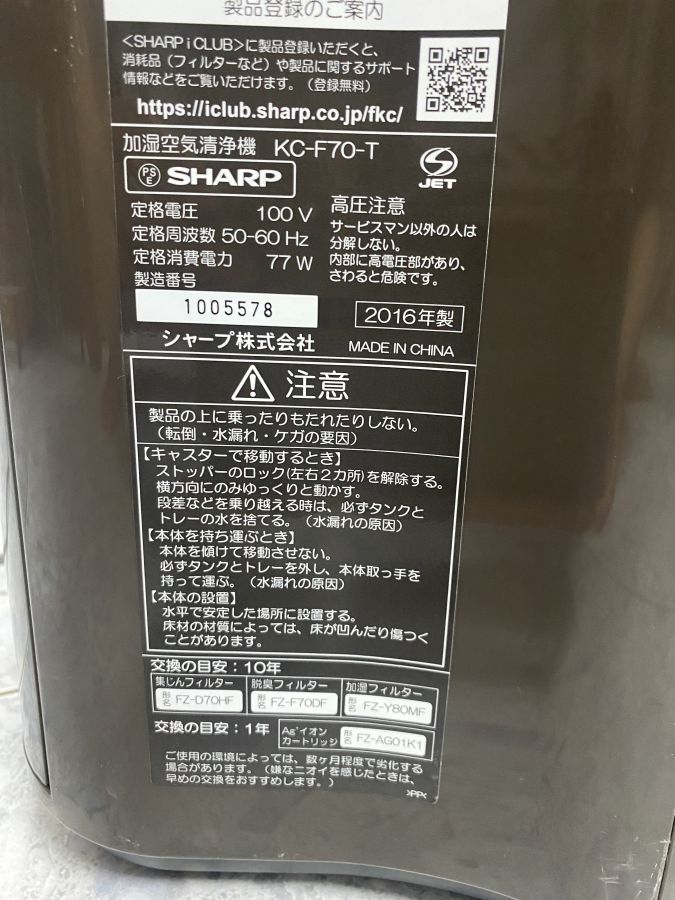 製品登録のご案内
<SHARP i CLUB>に製品登録いただくと、
消耗品（フィルターなど）や製品に関するサポート
情報などをご覧いただけます。（登録無料）
https://iclub.sharp.co.jp/fkc/
加湿空気清浄機 KC-F70-T
PS E SHARP
JET
定格電圧 100 V
定格周波数 50-60 Hz
定格消費電力 77 W
製造番号
1005578
高圧注意
サービスマン以外の人は
分解しない。
内部に高電圧部があり、
さわると危険です。
2016年製
シャープ株式会社 MADE IN CHINA
注意
製品の上に乗ったりもたれたりしない。
（転倒・水漏れ・ケガの要因）
【キャスターで移動するとき】
ストッパーのロック(左右２カ所)を解除する。
横方向にのみゆっくりと動かす。
段差などを乗り越える時は、必ずタンクと
トレーの水を捨てる。（水漏れの原因）
【本体を持ち運ぶとき】
本体を傾けて移動させない。
必ずタンクとトレーを外し、本体取っ手を
持って運ぶ。（水漏れの原因）
【本体の設置】
水平で安定した場所に設置する。
床材の材質によっては、床が凹んだり傷つく
ことがあります。
交換の目安：10年
集じんフィルター
形名 FZ-D70HF
脱臭フィルター
形名 FZ-F70DF
加湿フィルター
形名 FZ-Y80MF
交換の目安：1年
Ag⁺イオン
カートリッジ
形名 FZ-AG01K1
ご使用の環境によっては、数ヶ月程度で劣化する
場合があります。（嫌なニオイを感じたときは、
早めの交換をおすすめします。）
>PP<